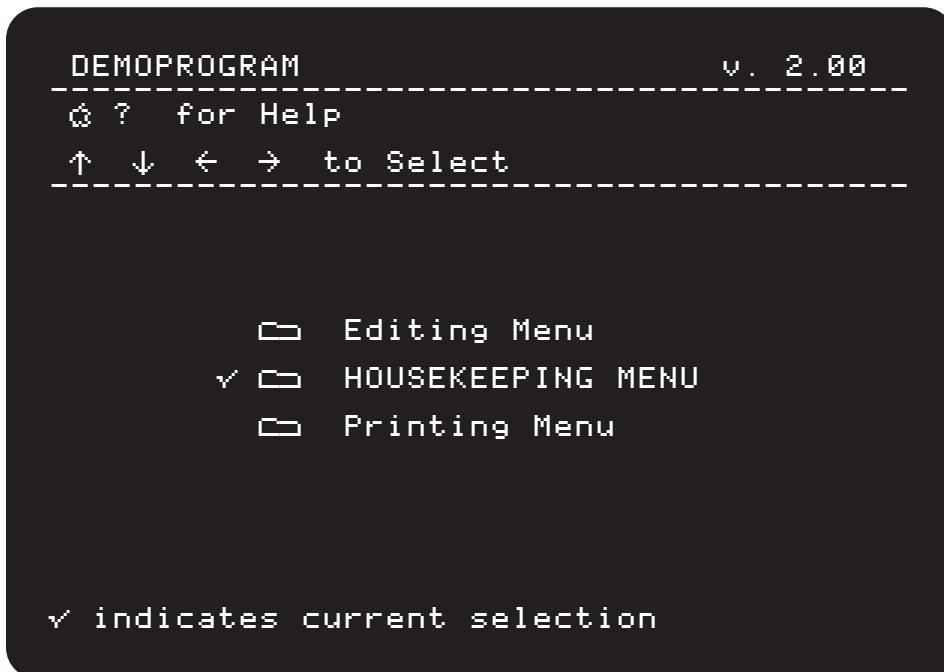 DEMOPROGRAM v. 2.00
? for Help
↑ ↓ ← → to Select
Editing Menu
✓ HOUSEKEEPING MENU
Printing Menu
✓ indicates current selection